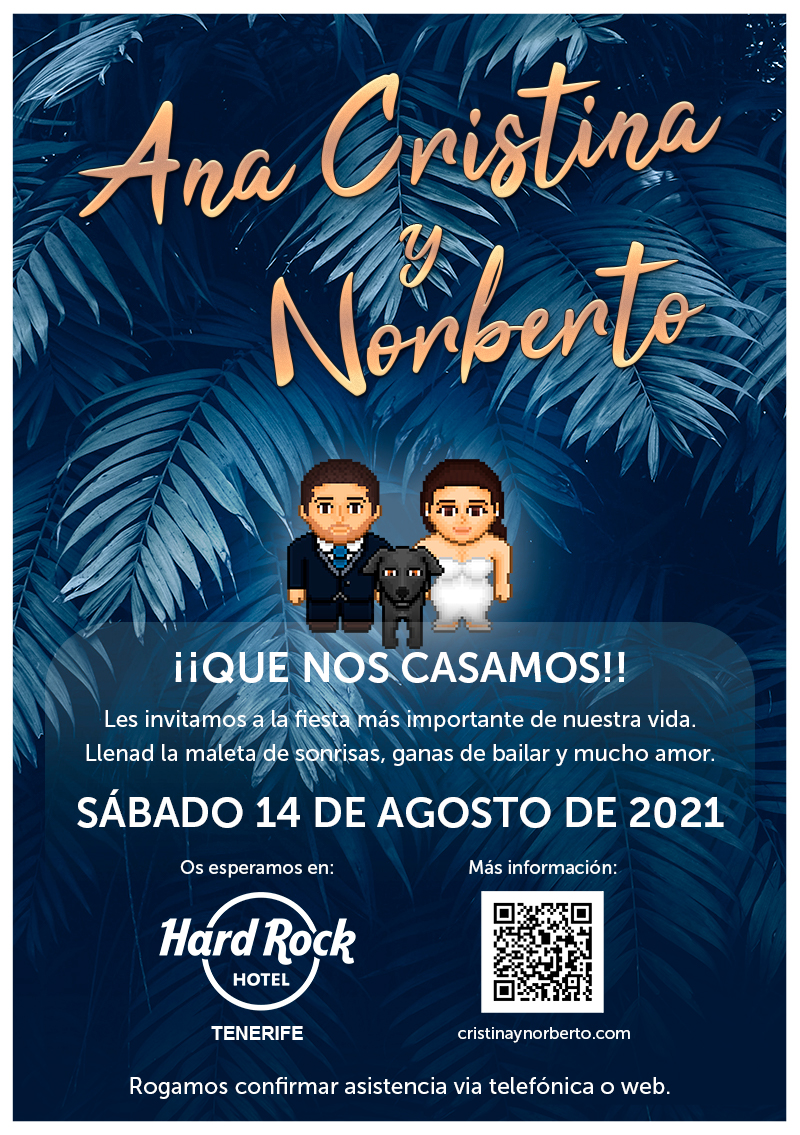 Ana Cristina
y
Norberto
¡¡QUE NOS CASAMOS!!
Les invitamos a la fiesta más importante de nuestra vida.
Llenad la maleta de sonrisas, ganas de bailar y mucho amor.
SÁBADO 14 DE AGOSTO DE 2021
Os esperamos en:
Hard Rock
HOTEL
TENERIFE
Más información:
cristinaynorberto.com
Rogamos confirmar asistencia via telefónica o web.